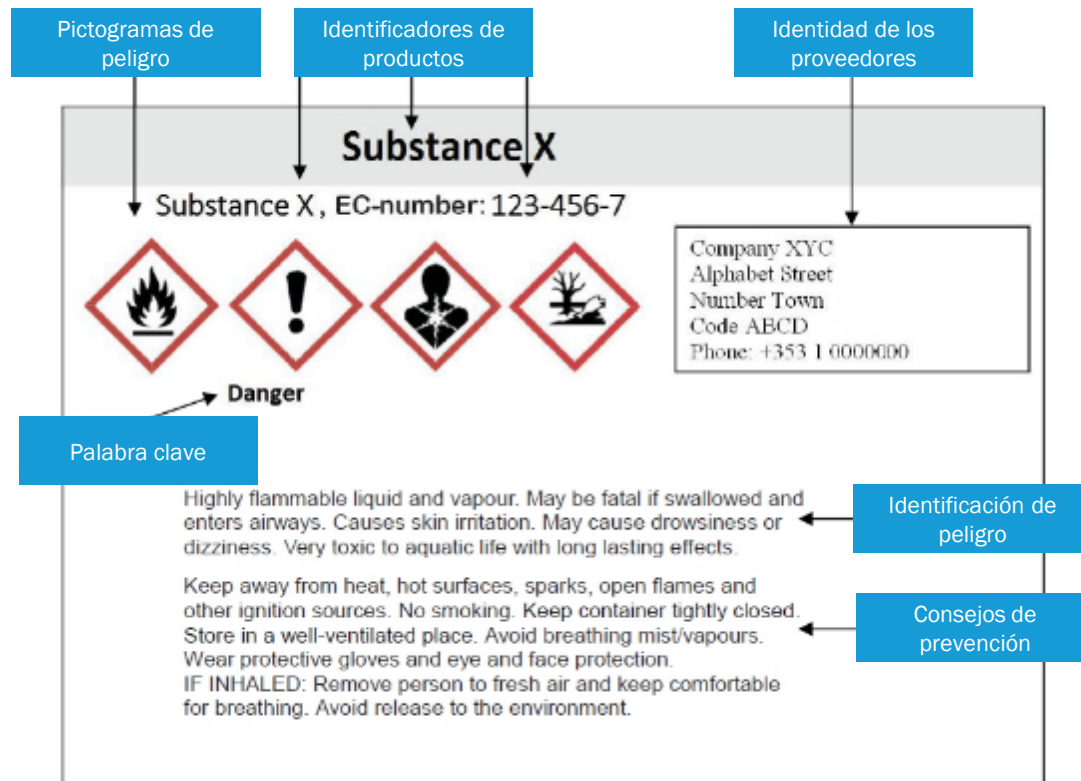 Pictogramas de
peligro
Identificadores de
productos
Identidad de los
proveedores
Substance X
Substance X, EC-number: 123-456-7
Company XYC
Alphabet Street
Number Town
Code ABCD
Phone: +353 1 0000000
Danger
Palabra clave
Highly flammable liquid and vapour. May be fatal if swallowed and
enters airways. Causes skin irritation. May cause drowsiness or
dizziness. Very toxic to aquatic life with long lasting effects.
Identificación de
peligro
Keep away from heat, hot surfaces, sparks, open flames and
other ignition sources. No smoking. Keep container tightly closed.
Store in a well-ventilated place. Avoid breathing mist/vapours.
Wear protective gloves and eye and face protection.
IF INHALED: Remove person to fresh air and keep comfortable
for breathing. Avoid release to the environment.
Consejos de
prevención